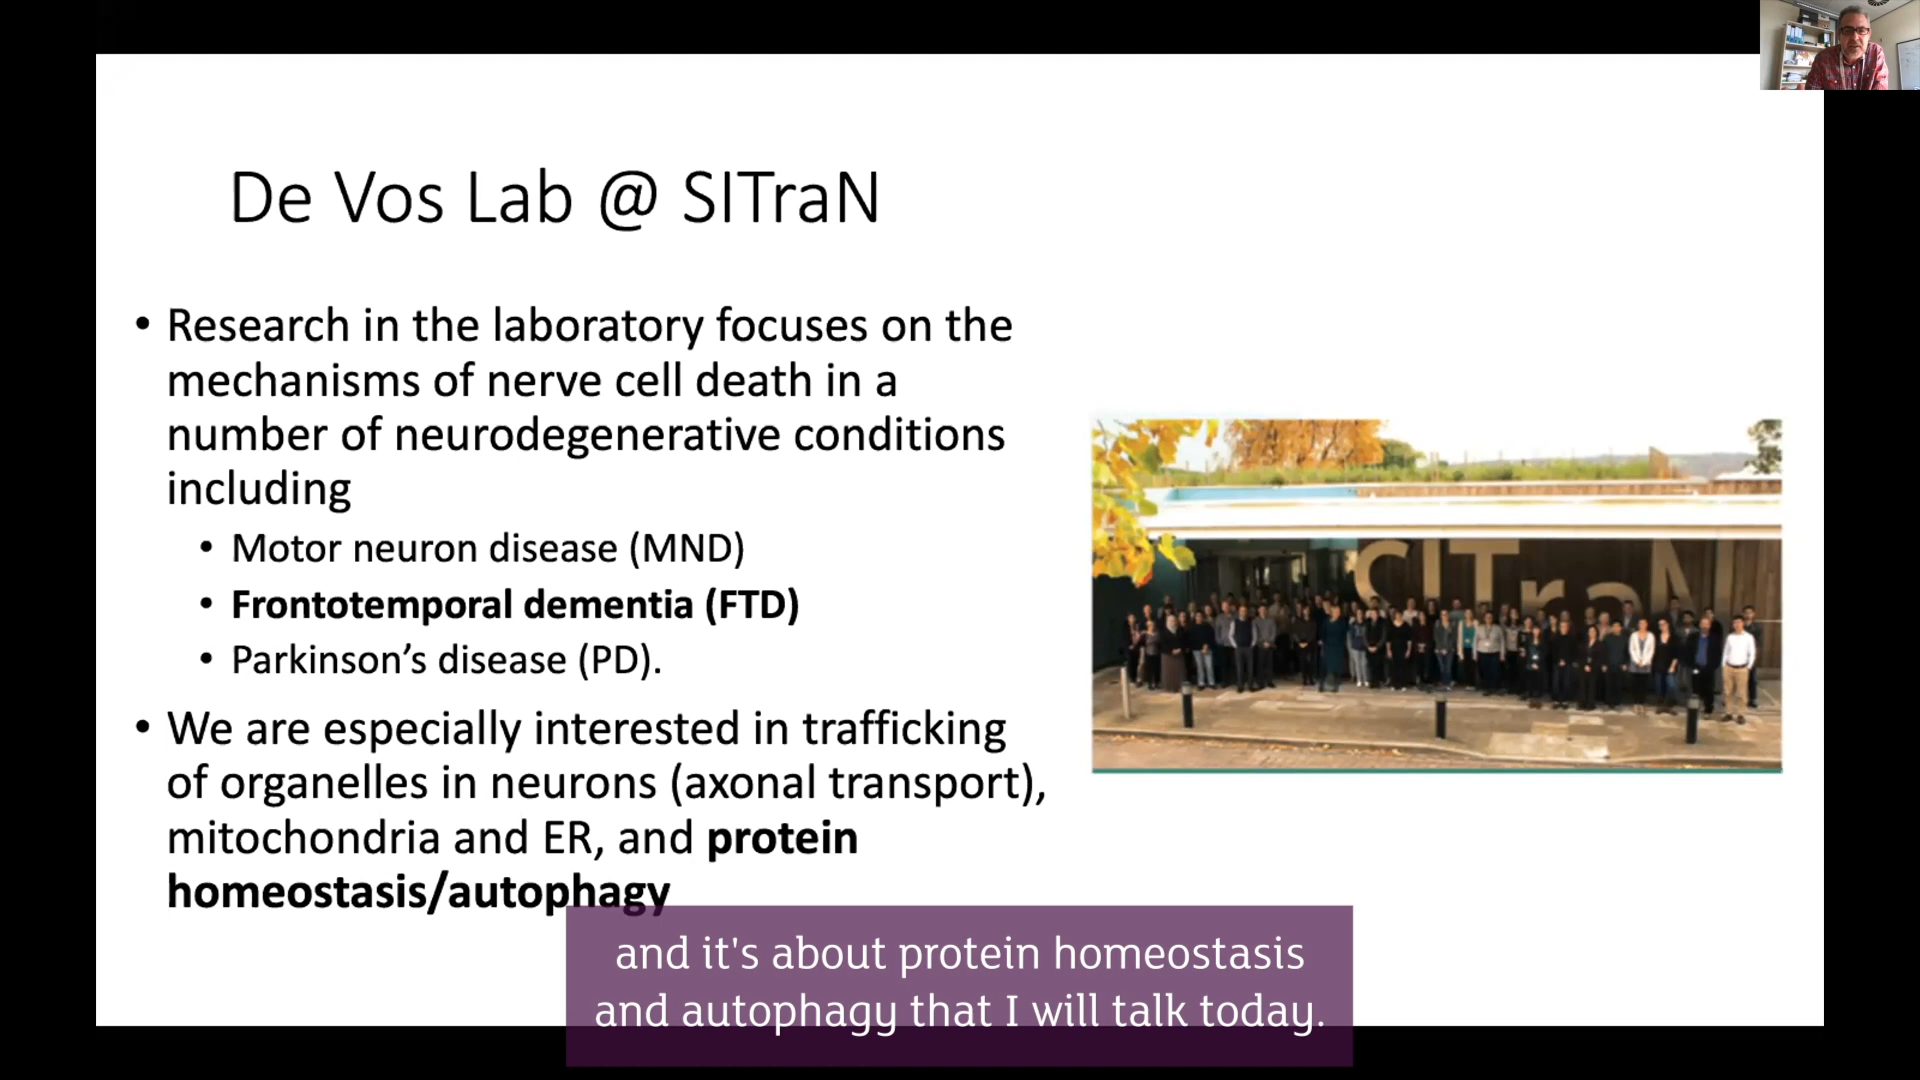 De Vos Lab @ SITraN
• Research in the laboratory focuses on the
mechanisms of nerve cell death in a
number of neurodegenerative conditions
including
• Motor neuron disease (MND)
• Frontotemporal dementia (FTD)
• Parkinson’s disease (PD).
• We are especially interested in trafficking
of organelles in neurons (axonal transport),
mitochondria and ER, and protein
homeostasis/autophagy
SITraN
and it's about protein homeostasis
and autophagy that I will talk today.